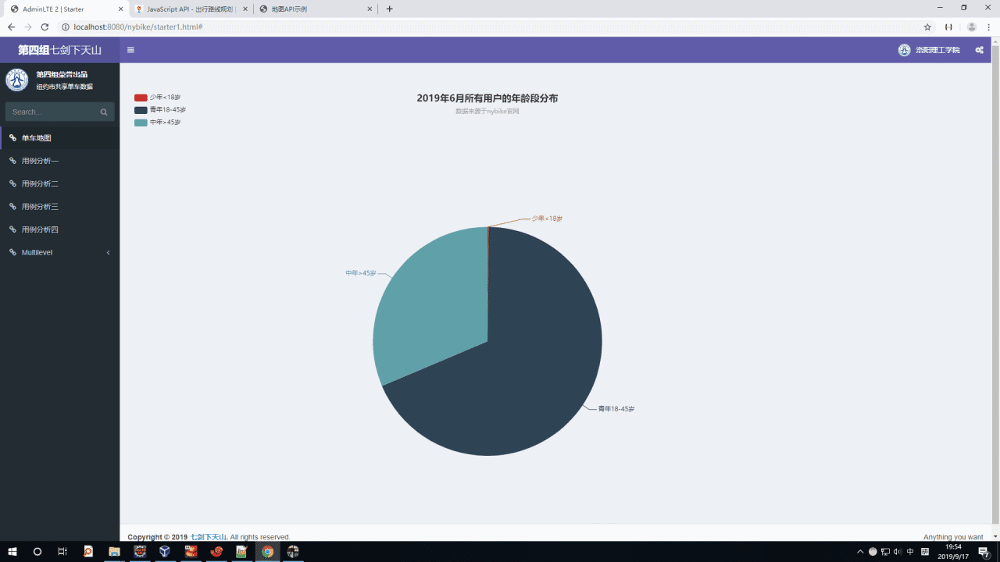 AdminLTE 2 | Starter
JavaScript API - 出行路线规划
地图API示例
localhost:8080/nybike/starter1.html#
第四组七剑下天山
洛阳理工学院
第四组荣誉出品
纽约市共享单车数据
Search...
单车地图
用例分析一
用例分析二
用例分析三
用例分析四
Multilevel
少年<18岁
青年18-45岁
中年>45岁
2019年6月所有用户的年龄段分布
数据来源于nybike官网
少年<18岁
中年>45岁
青年18-45岁
Copyright © 2019 七剑下天山. All rights reserved.
Anything you want
中
拼
19:54
2019/9/17
7